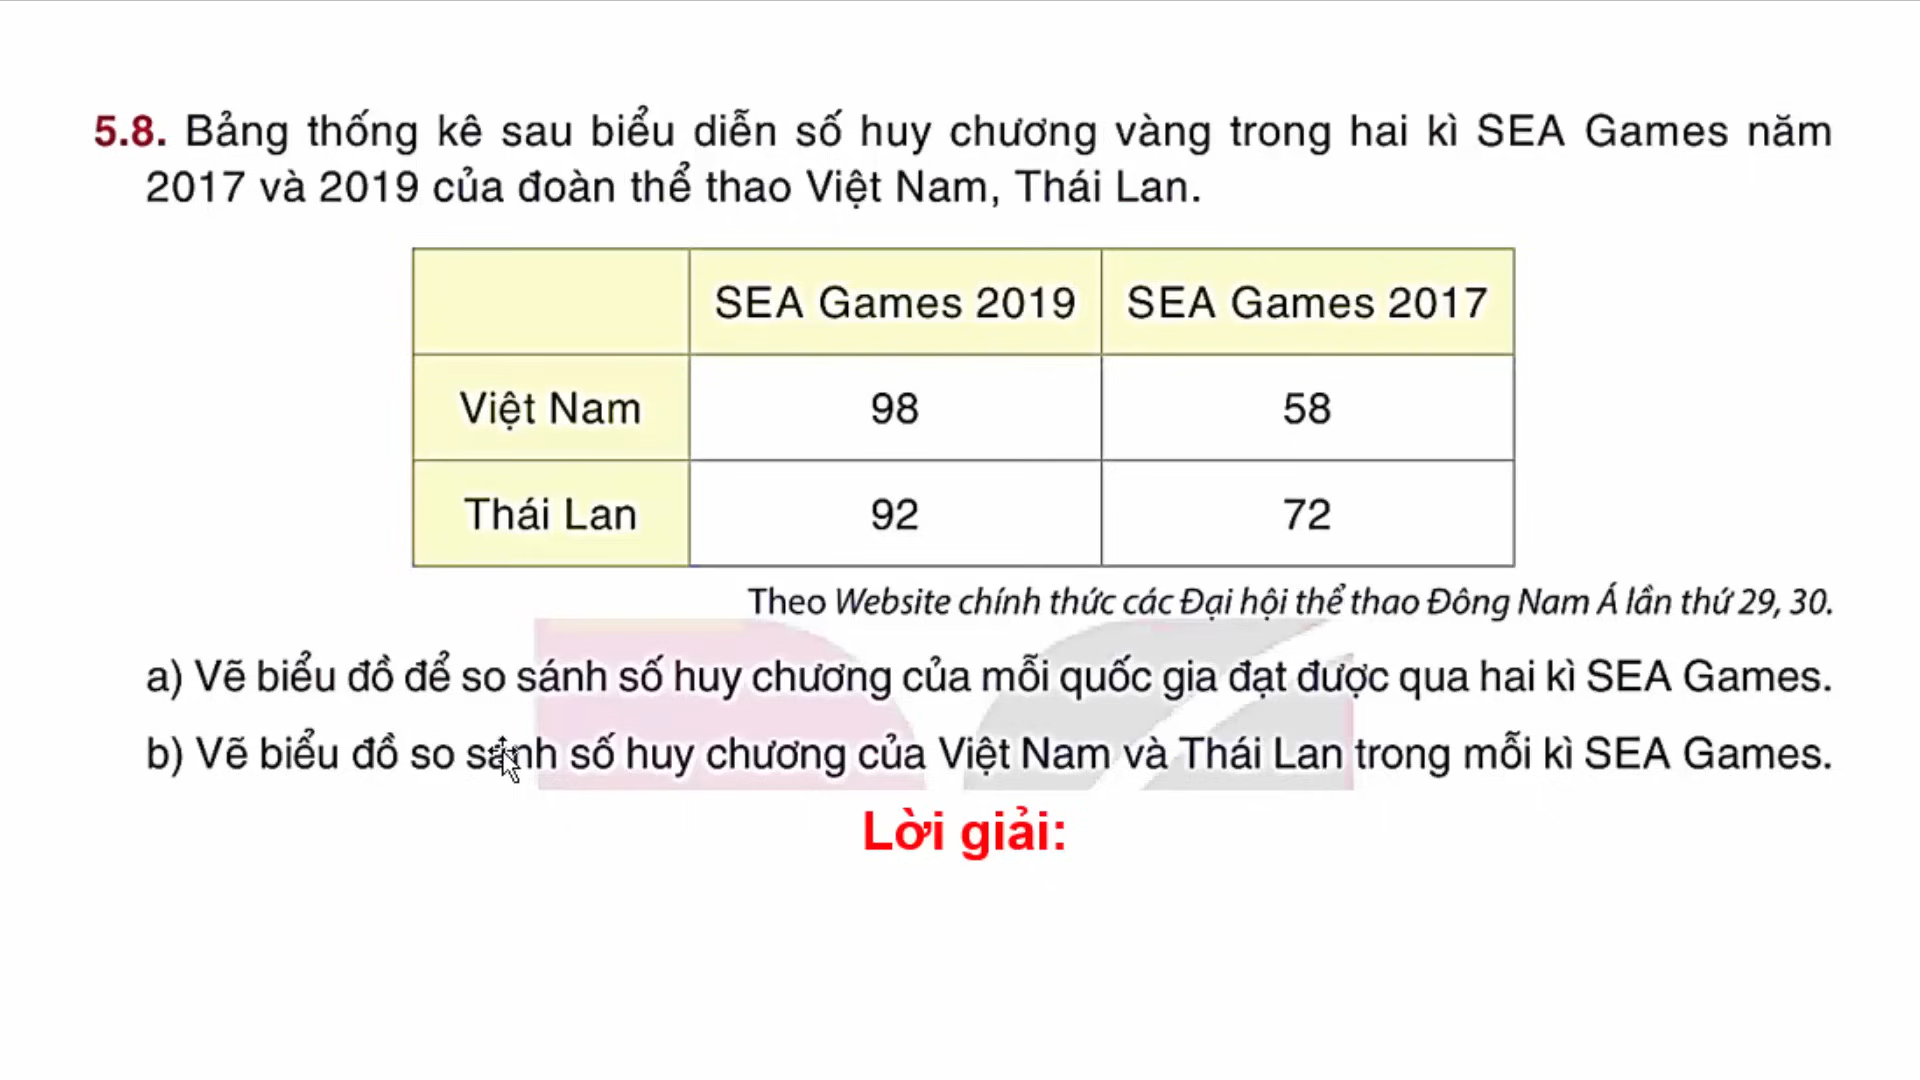 5.8. Bảng thống kê sau biểu diễn số huy chương vàng trong hai kì SEA Games năm
2017 và 2019 của đoàn thể thao Việt Nam, Thái Lan.
SEA Games 2019 SEA Games 2017
Việt Nam 98 58
Thái Lan 92 72
Theo Website chính thức các Đại hội thể thao Đông Nam Á lần thứ 29, 30.
a) Vẽ biểu đồ để so sánh số huy chương của mỗi quốc gia đạt được qua hai kì SEA Games.
b) Vẽ biểu đồ so sánh số huy chương của Việt Nam và Thái Lan trong mỗi kì SEA Games.
Lời giải: